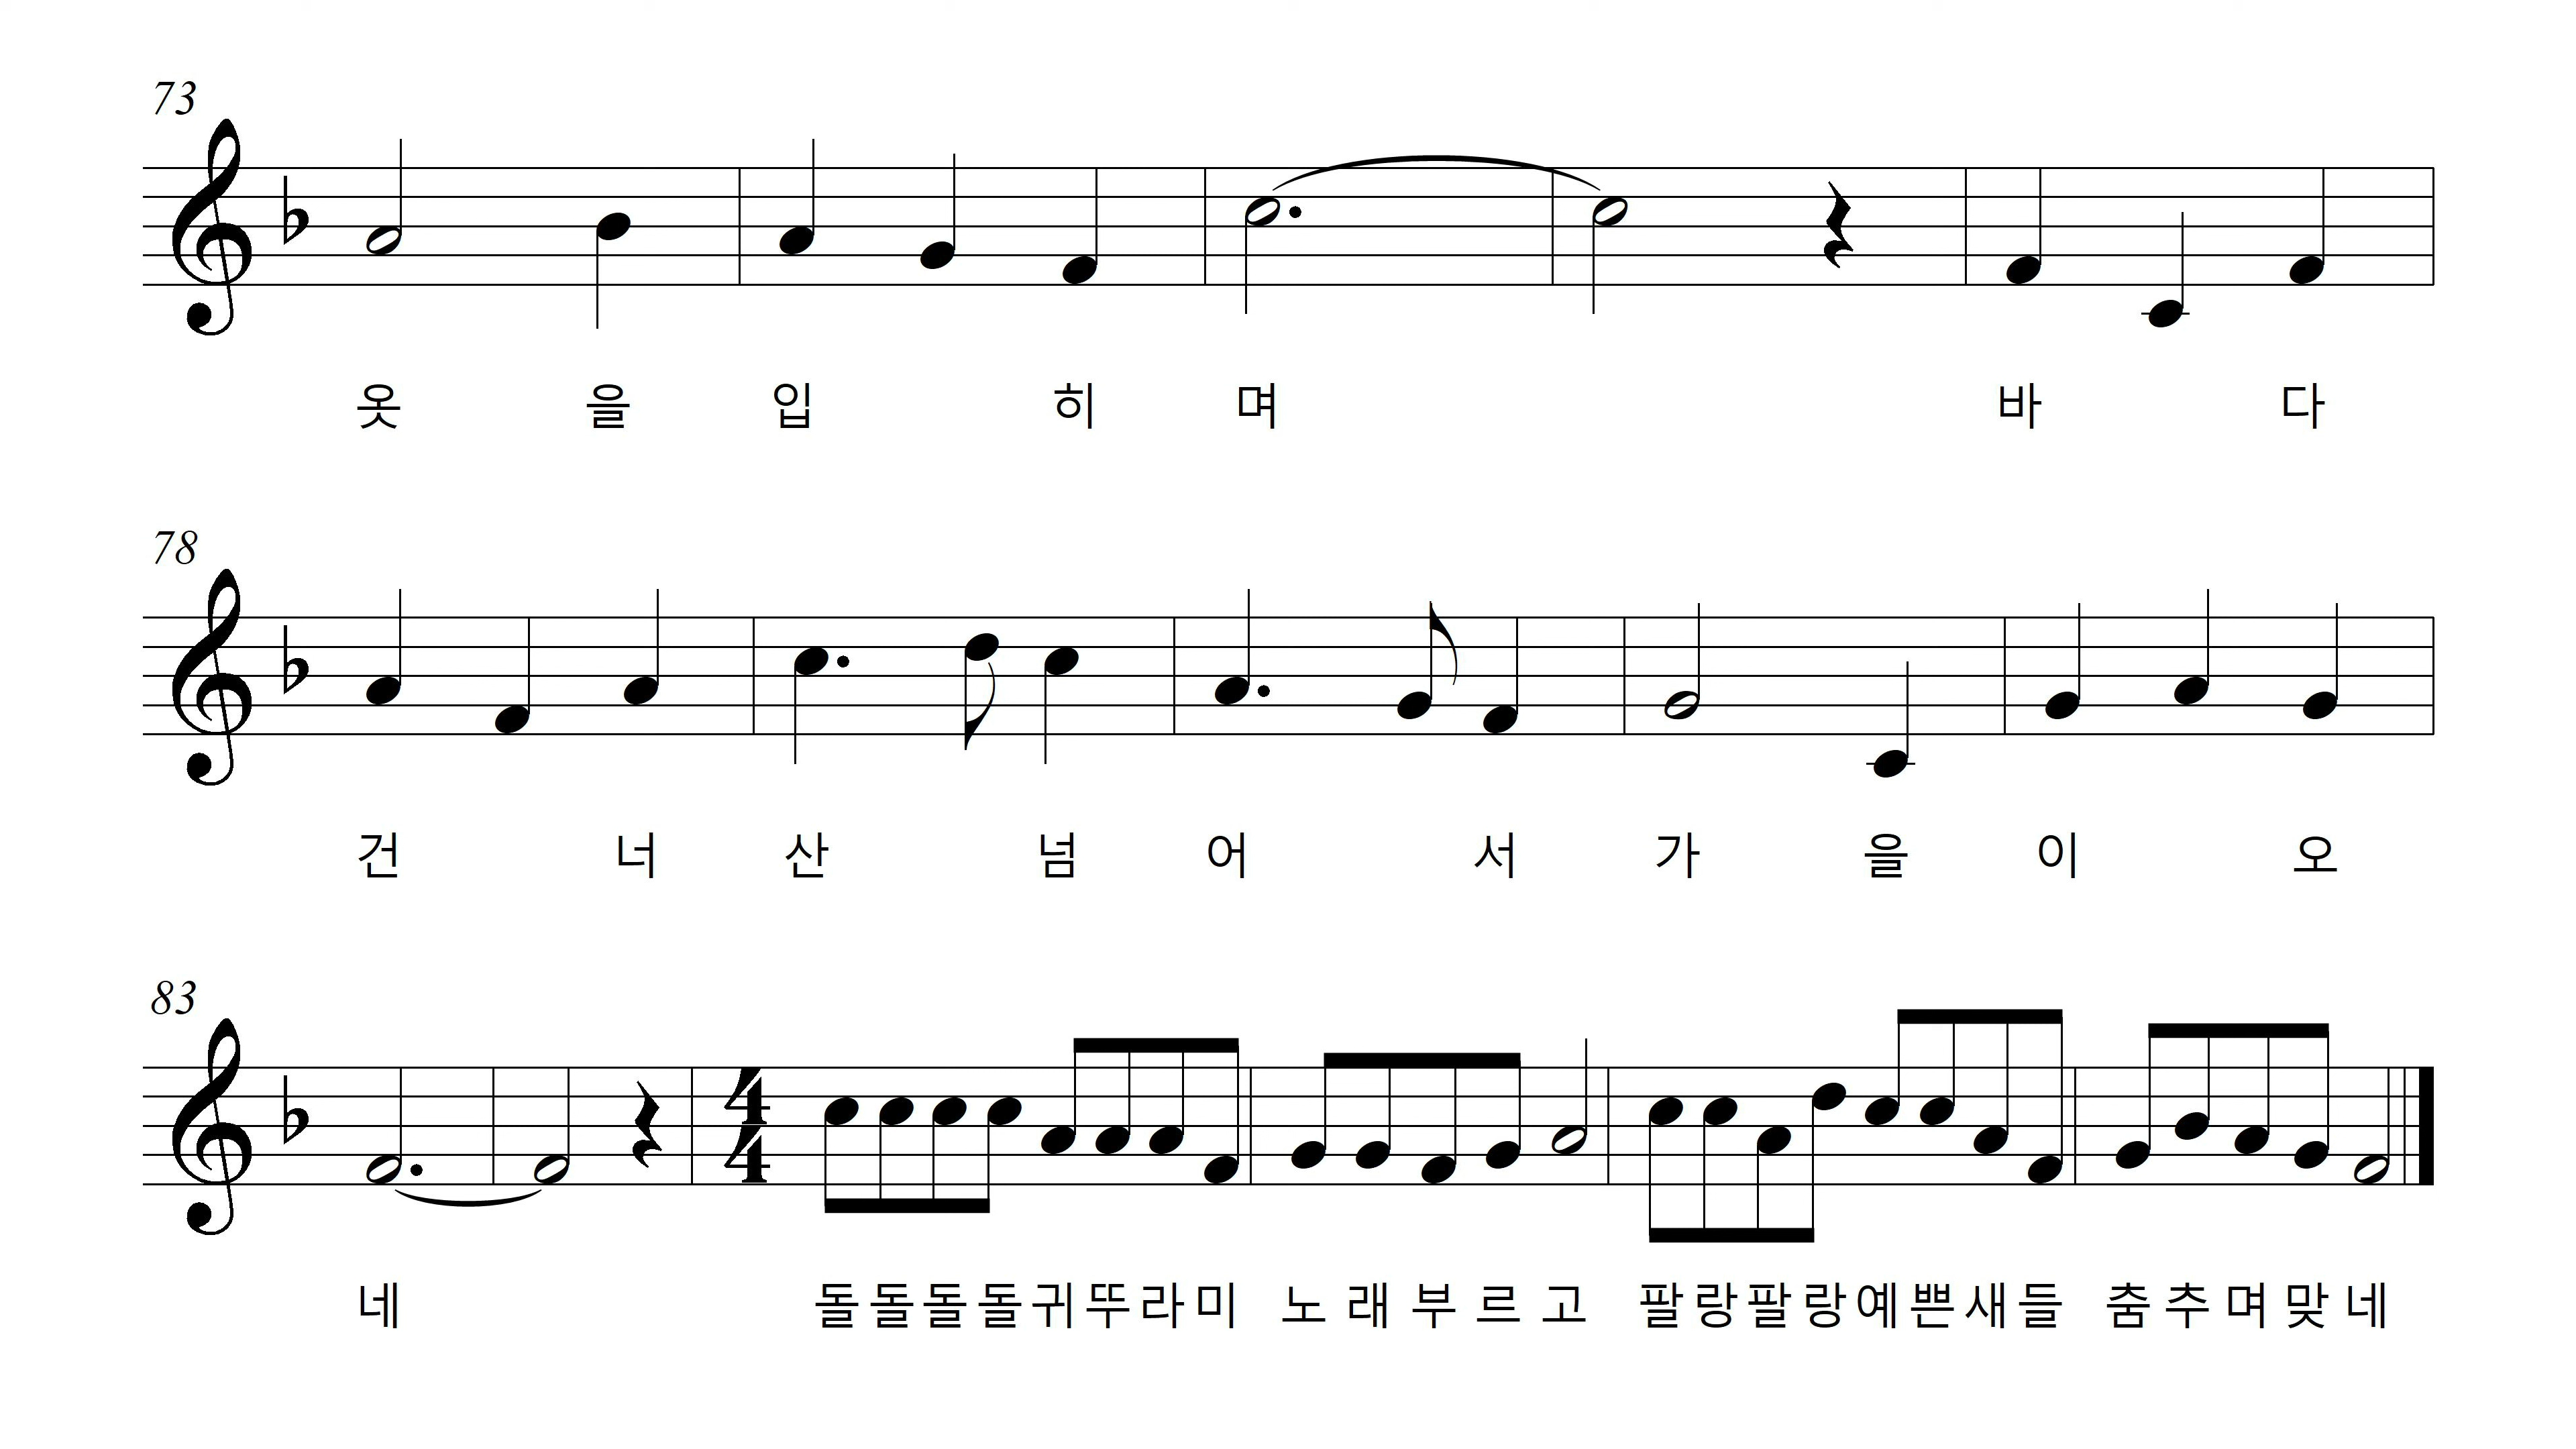 73
옷 을 입 히 며 바 다
78
건 너 산 넘 어 서 가 을 이 오
83
4
4
네 돌돌돌돌귀뚜라미 노래부르고 팔랑팔랑예쁜새들 춤추며맞네